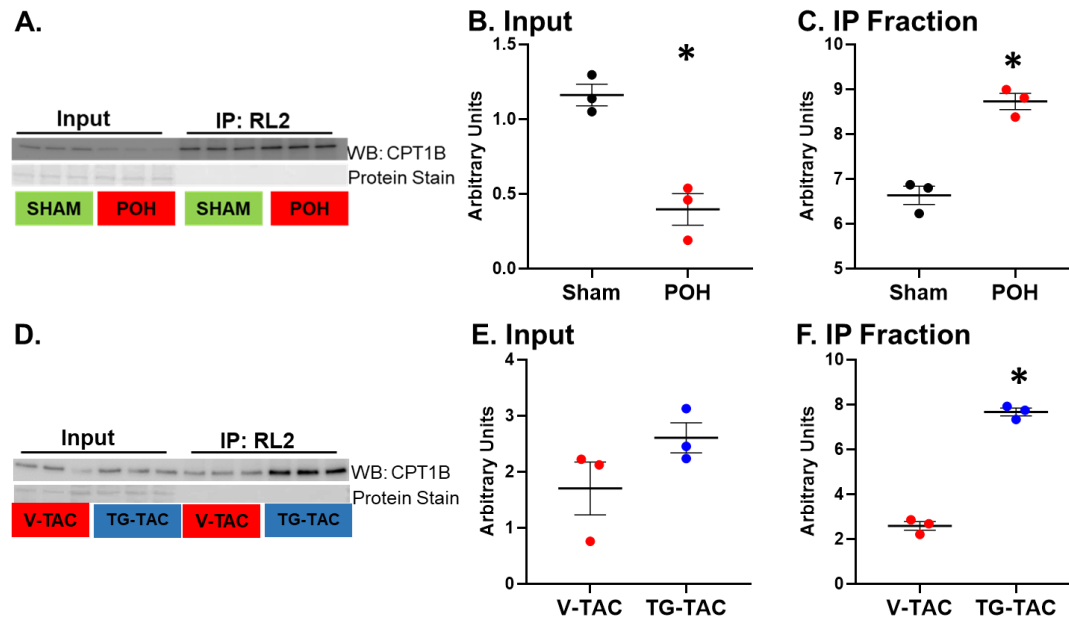 A.
Input
IP: RL2
WB: CPT1B
Protein Stain
SHAM
POH
SHAM
POH
B. Input
*
Arbitrary Units
1.5
1.0
0.5
0.0
Sham
POH
C. IP Fraction
*
Arbitrary Units
10
9
8
7
6
5
Sham
POH
D.
Input
IP: RL2
WB: CPT1B
Protein Stain
V-TAC
TG-TAC
V-TAC
TG-TAC
E. Input
Arbitrary Units
4
3
2
1
0
V-TAC
TG-TAC
F. IP Fraction
*
Arbitrary Units
10
8
6
4
2
0
V-TAC
TG-TAC